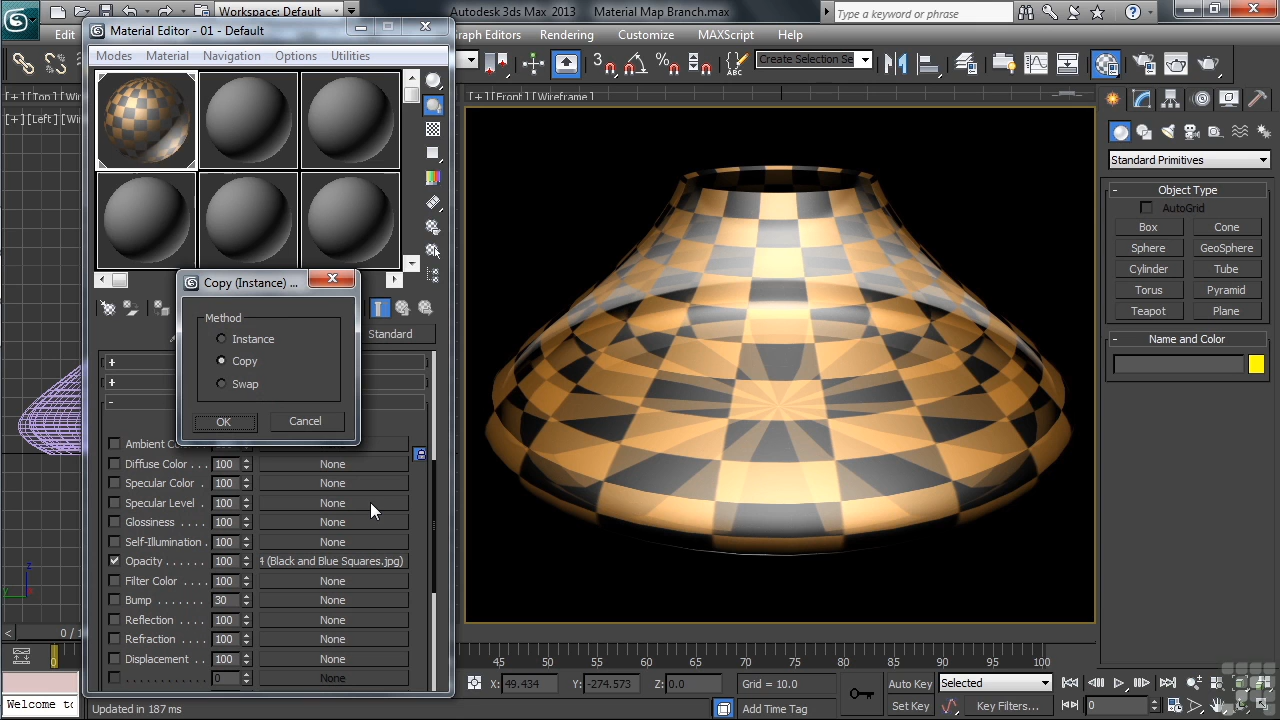 Workspace: Default
Autodesk 3ds Max 2013
Material Map Branch.max
Type a keyword or phrase
Edit
Graph Editors
Rendering
Customize
MAXScript
Help
Create Selection Se
Material Editor - 01 - Default
Modes
Material
Navigation
Options
Utilities
[+] [Top] [Wir
[+] [Left] [Wir
[+] [Front] [Wireframe]
Standard Primitives
- Object Type
AutoGrid
Box
Cone
Sphere
GeoSphere
Cylinder
Tube
Torus
Pyramid
Teapot
Plane
- Name and Color
Copy (Instance) ...
Method
Instance
Copy
Swap
OK
Cancel
Standard
+
+
-
Ambient C
Diffuse Color . . . 100 None
Specular Color . 100 None
Specular Level . 100 None
Glossiness . . . . 100 None
Self-Illumination . 100 None
Opacity . . . . . . 100 4 (Black and Blue Squares.jpg)
Filter Color . . . . 100 None
Bump . . . . . . . 30 None
Reflection . . . . 100 None
Refraction . . . . 100 None
Displacement . . 100 None
. . . . . . . . . . . . 0 None
z
y
x
< 0 / 1
0
45 50 55 60 65 70 75 80 85 90 95 100
X: 49.434
Y: -274.573
Z: 0.0
Grid = 10.0
Auto Key
Selected
Set Key
Key Filters...
0
Welcome to
Updated in 187 ms
Add Time Tag